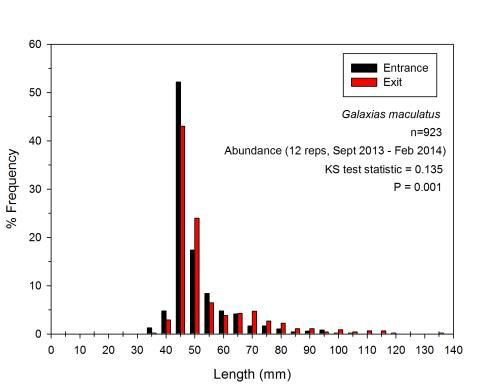 60
50
40
30
20
10
0
% Frequency
Entrance
Exit
Galaxias maculatus
n=923
Abundance (12 reps, Sept 2013 - Feb 2014)
KS test statistic = 0.135
P = 0.001
0 10 20 30 40 50 60 70 80 90 100 110 120 130 140
Length (mm)